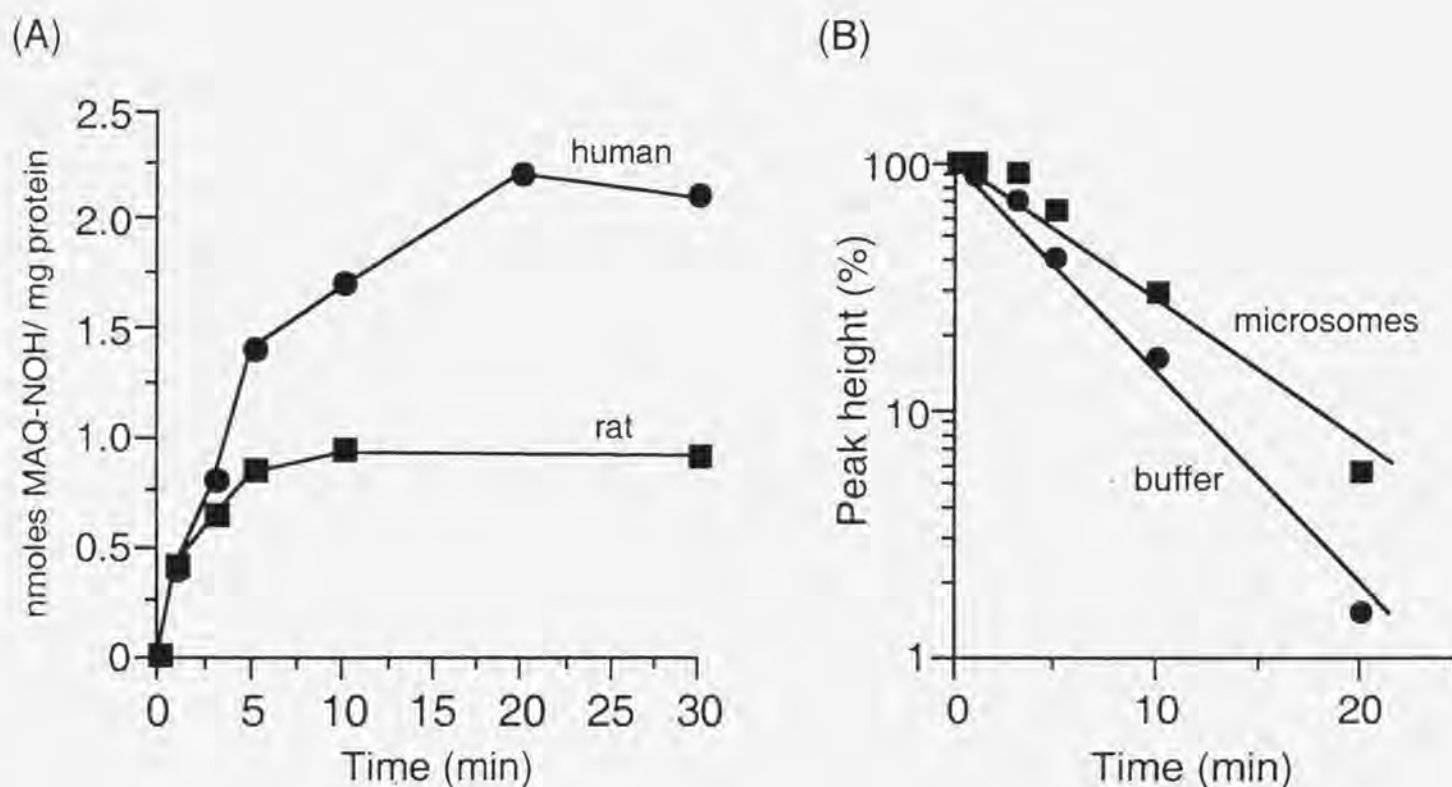 (A)
nmoles MAQ-NOH/ mg protein
2.5
2.0
1.5
1.0
0.5
0
human
rat
0 5 10 15 20 25 30
Time (min)
(B)
Peak height (%)
100
10
1
microsomes
buffer
0 10 20
Time (min)